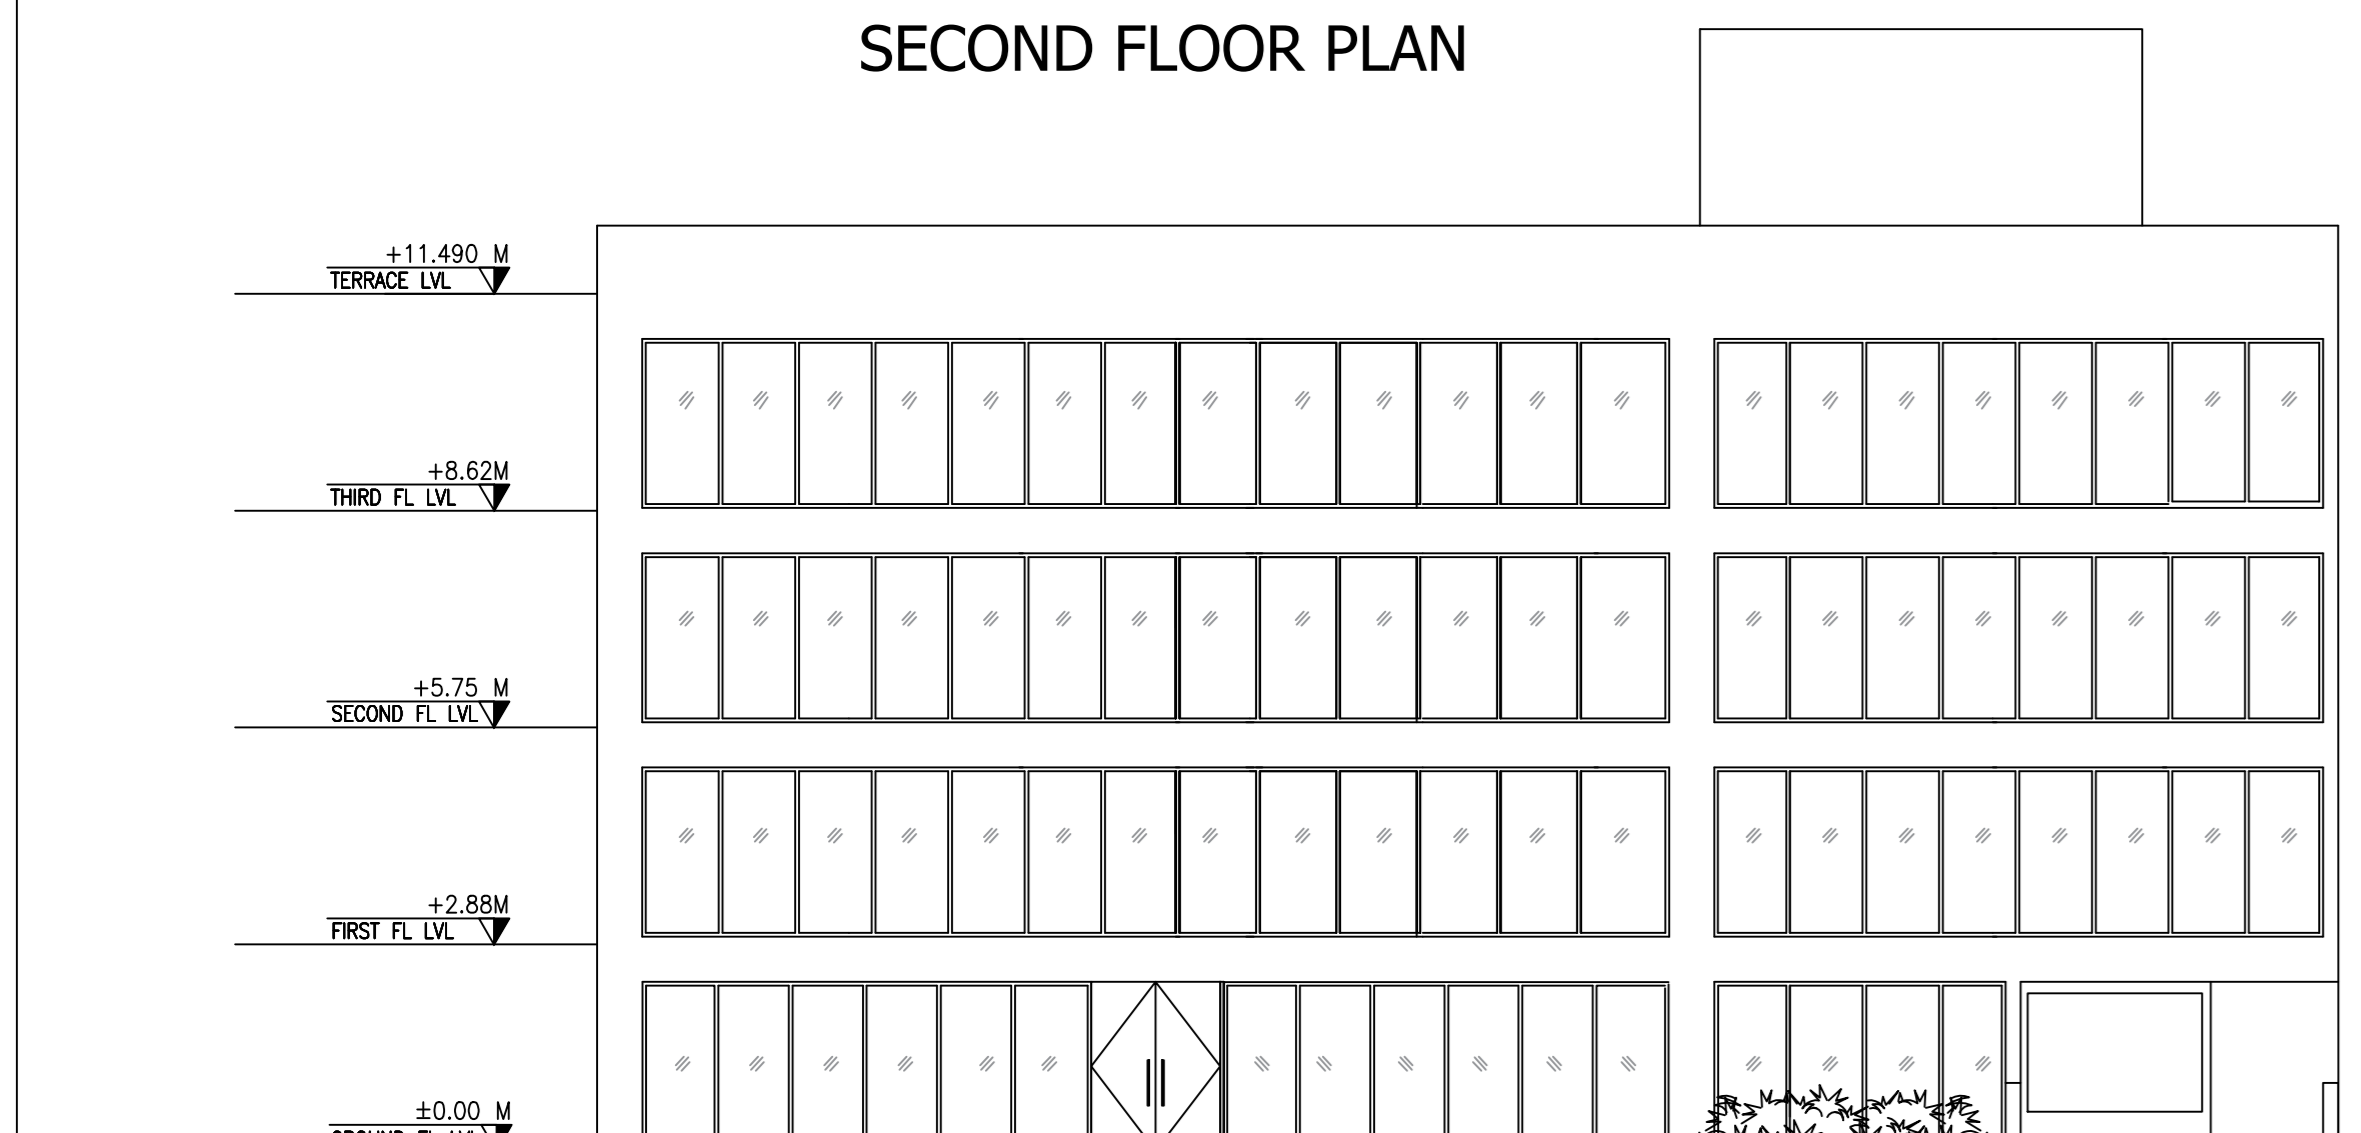 SECOND FLOOR PLAN
+11.490 M
TERRACE LVL
+8.62M
THIRD FL LVL
+5.75 M
SECOND FL LVL
+2.88M
FIRST FL LVL
±0.00 M